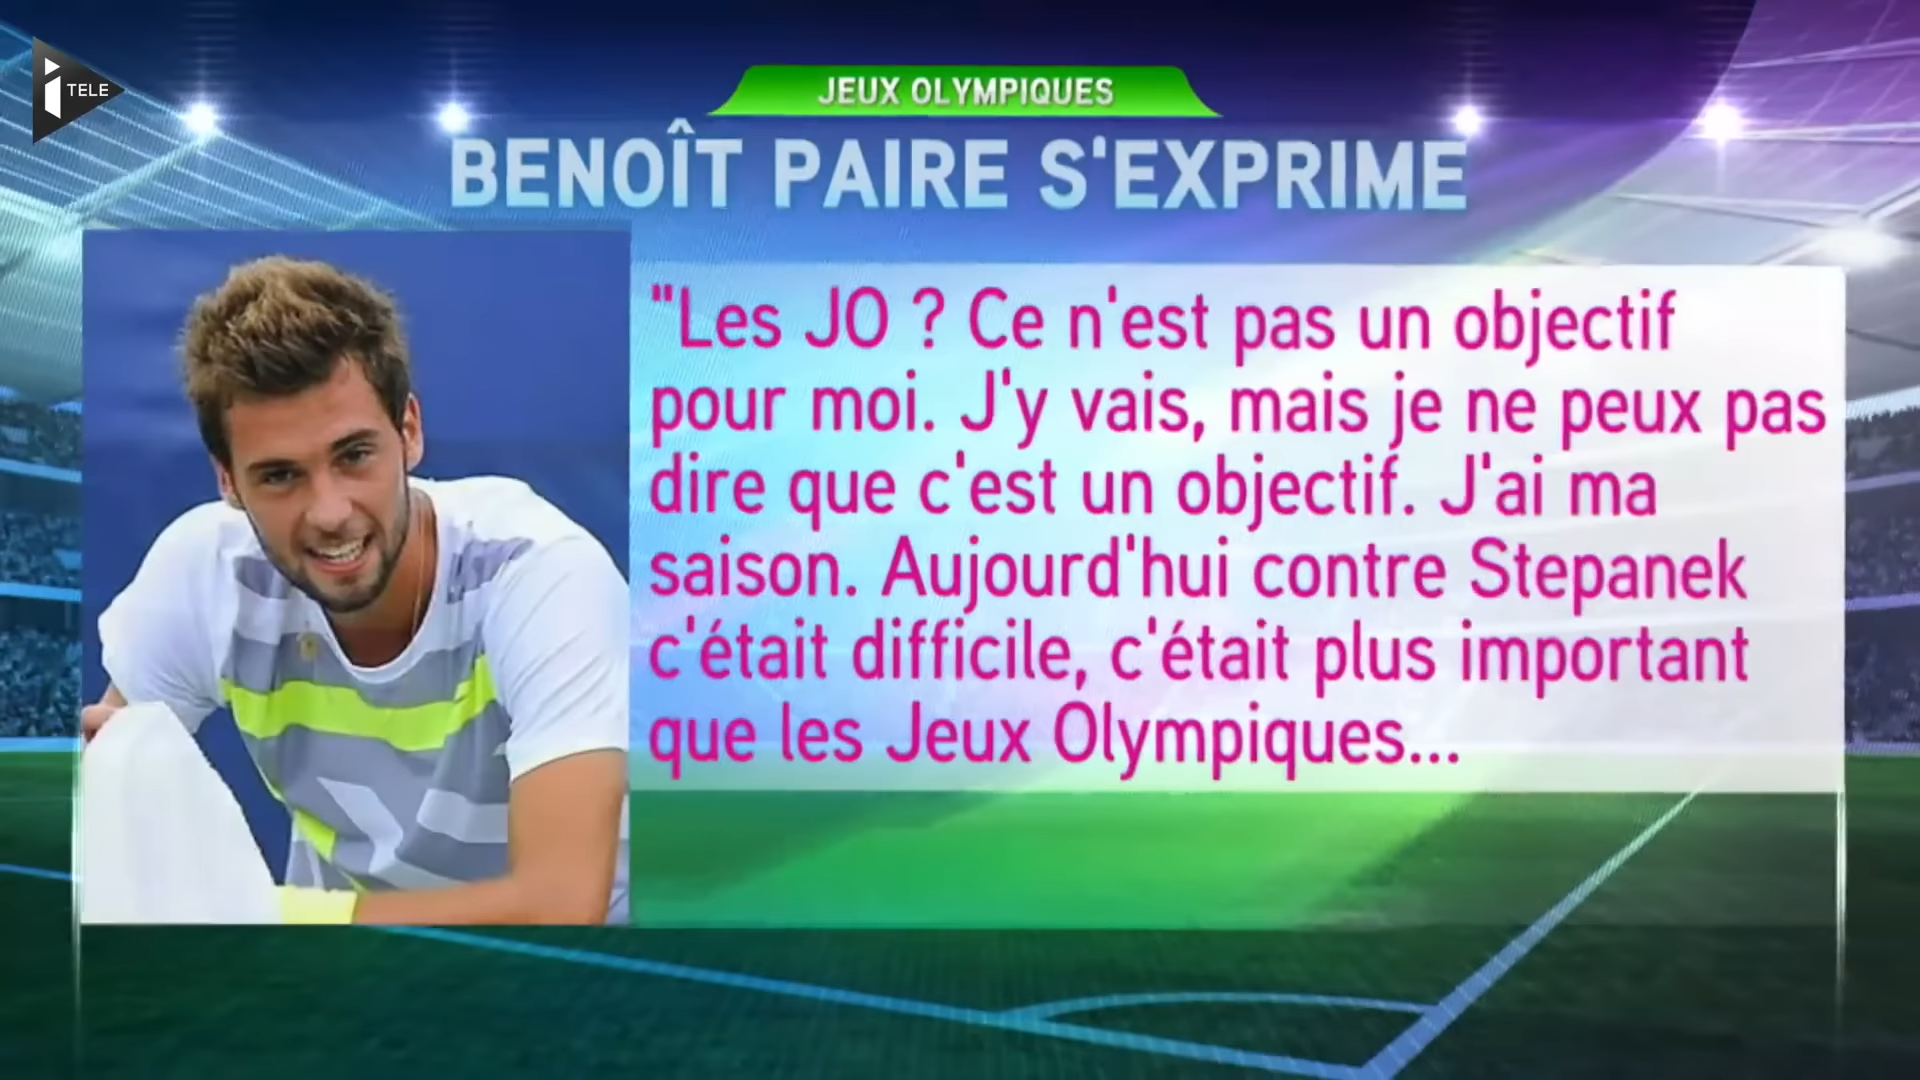 iTELE
JEUX OLYMPIQUES
BENOÎT PAIRE S'EXPRIME
"Les JO ? Ce n'est pas un objectif
pour moi. J'y vais, mais je ne peux pas
dire que c'est un objectif. J'ai ma
saison. Aujourd'hui contre Stepanek
c'était difficile, c'était plus important
que les Jeux Olympiques...